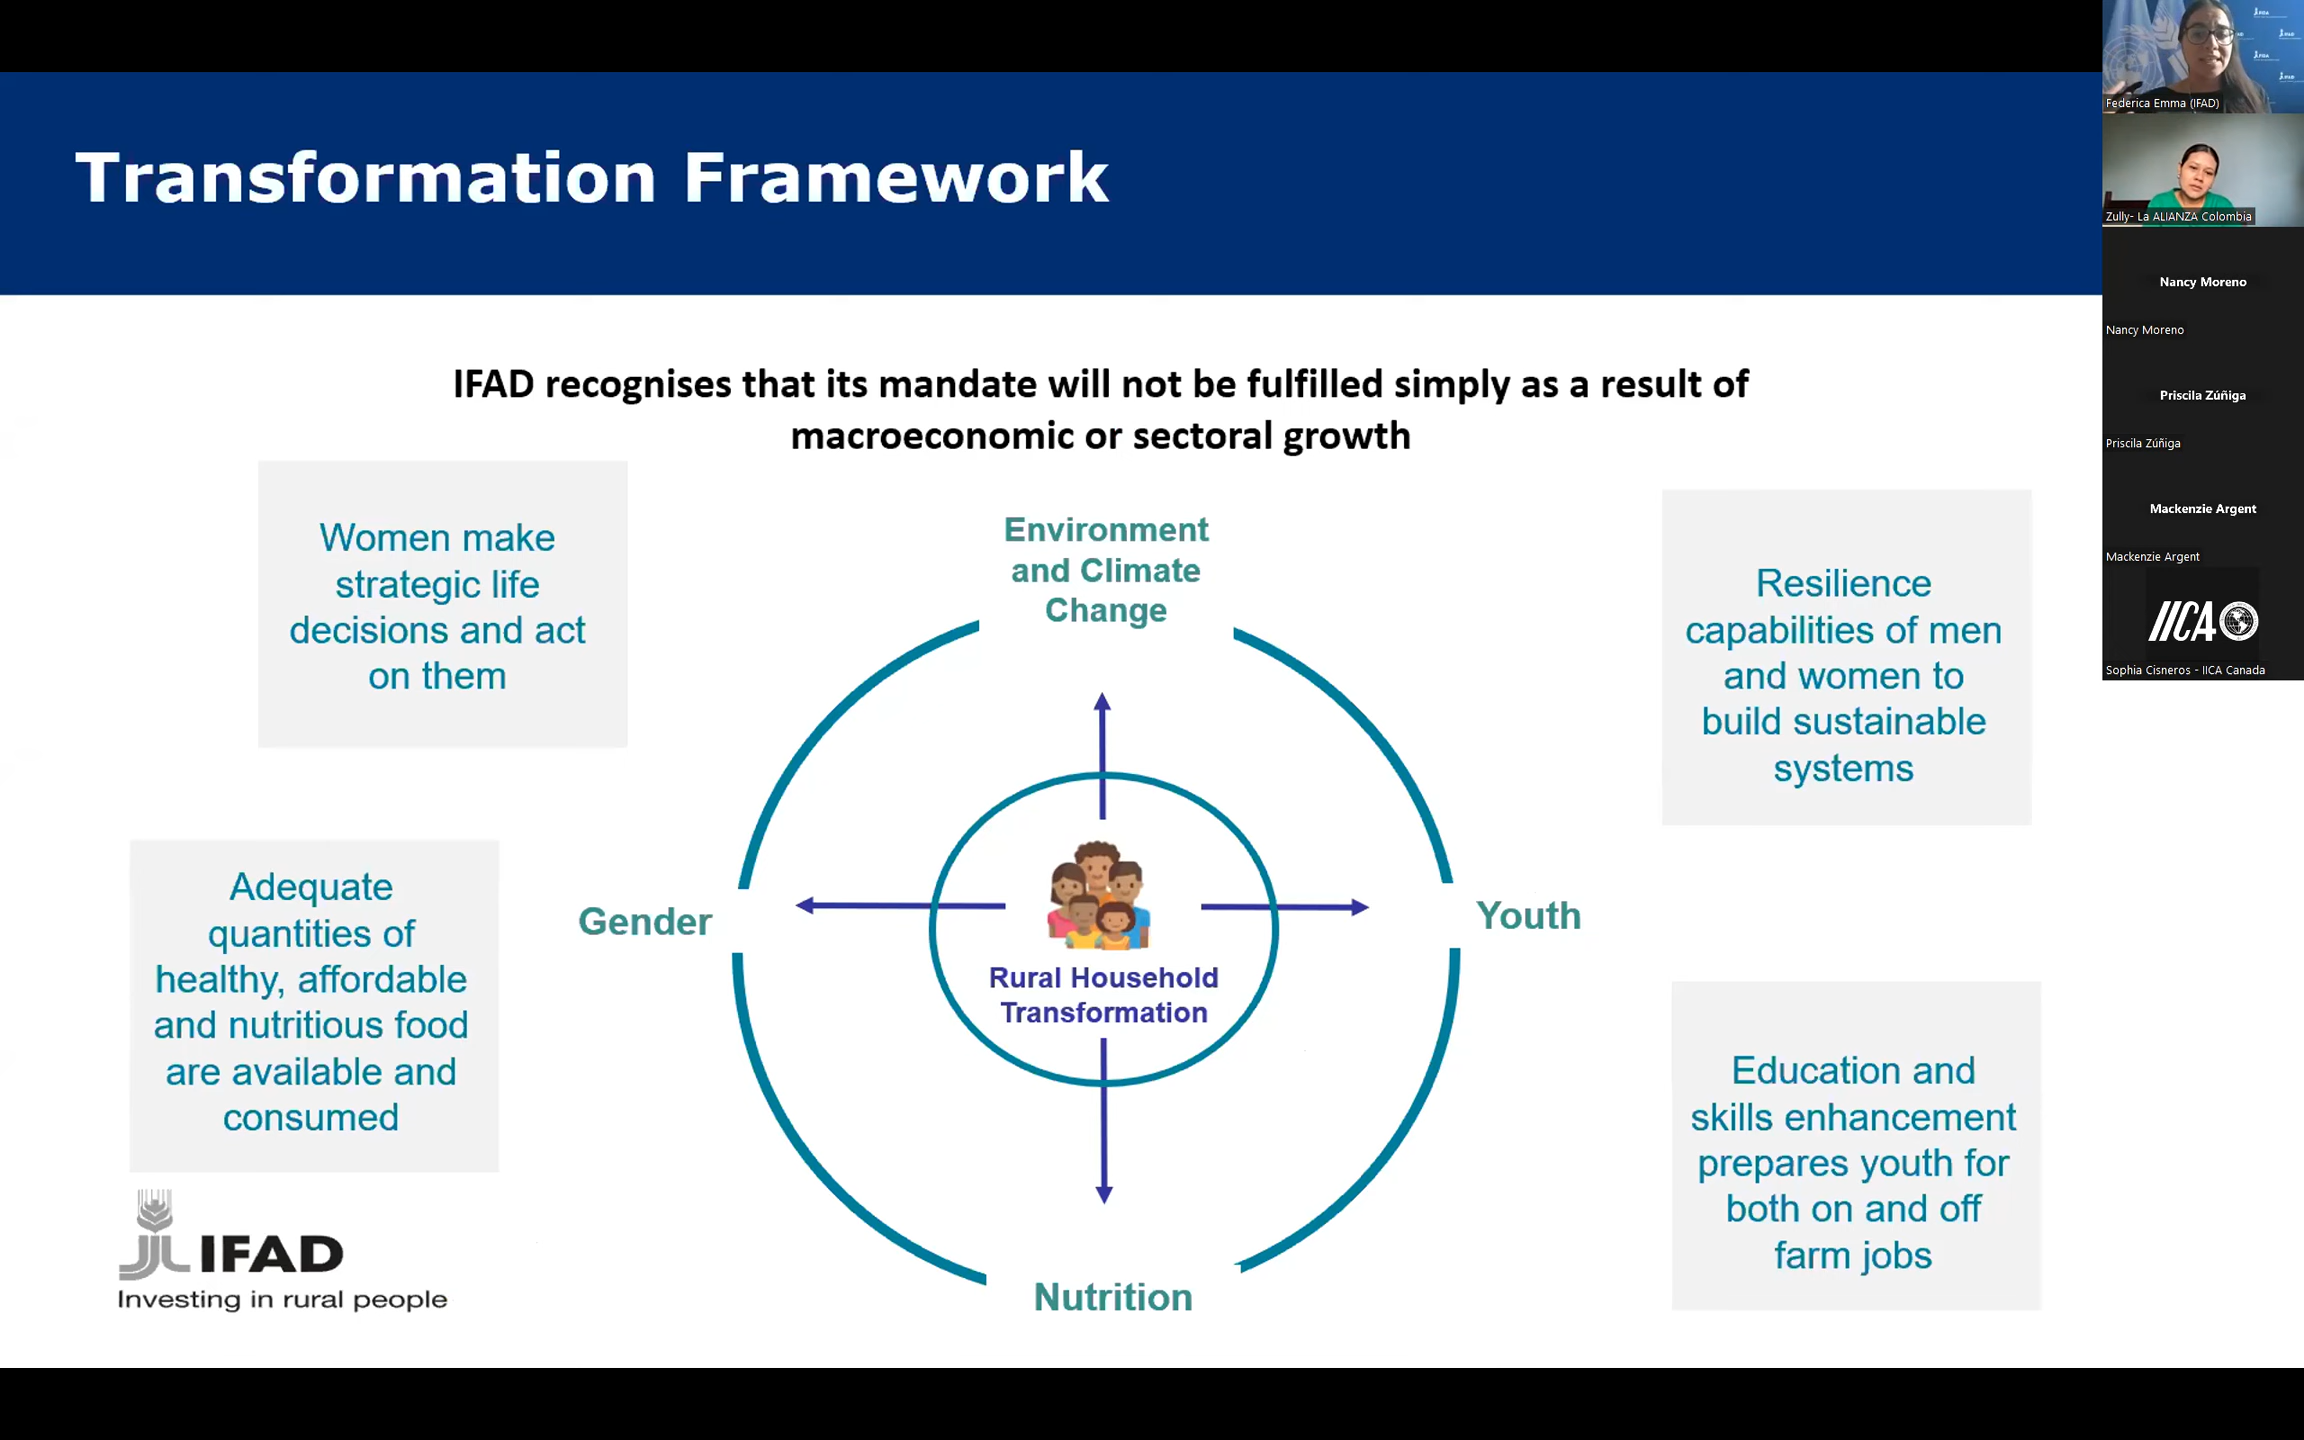 Transformation Framework
IFAD recognises that its mandate will not be fulfilled simply as a result of
macroeconomic or sectoral growth
Women make
strategic life
decisions and act
on them
Adequate
quantities of
healthy, affordable
and nutritious food
are available and
consumed
Environment
and Climate
Change
Gender
Youth
Rural Household
Transformation
Nutrition
Resilience
capabilities of men
and women to
build sustainable
systems
Education and
skills enhancement
prepares youth for
both on and off
farm jobs
IFAD
Investing in rural people
Federica Emma (IFAD)
Zully- La ALIANZA Colombia
Nancy Moreno
Nancy Moreno
Priscila Zúñiga
Priscila Zúñiga
Mackenzie Argent
Mackenzie Argent
IICA
Sophia Cisneros - IICA Canada